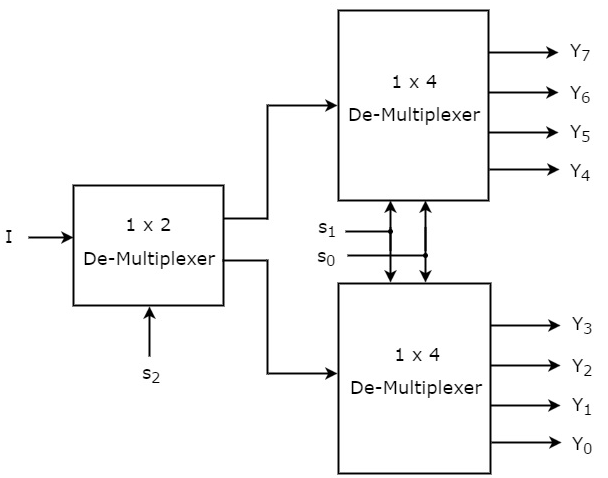 1 x 4
De-Multiplexer
Y7
Y6
Y5
Y4
1 x 2
De-Multiplexer
I
s2
s1
s0
1 x 4
De-Multiplexer
Y3
Y2
Y1
Y0